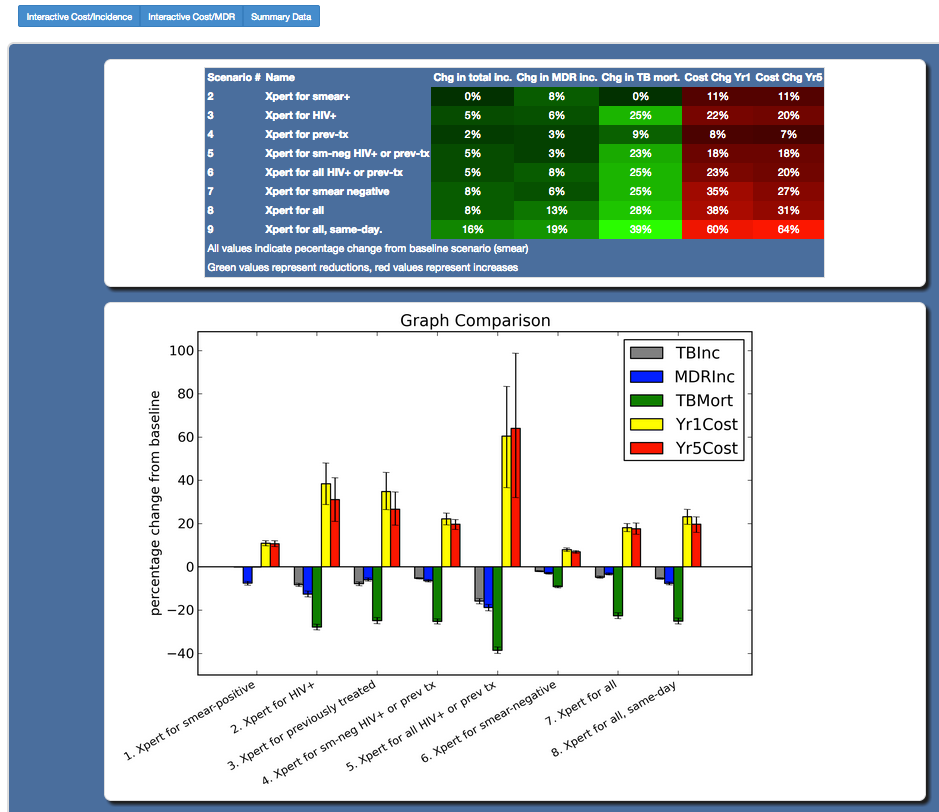 Interactive Cost/Incidence Interactive Cost/MDR Summary Data
Scenario # Name Chg in total inc. Chg in MDR Inc. Chg in TB mort. Cost Chg Yr1 Cost Chg Yr5
2 Xpert for smear+ 0% 8% 0% 11% 11%
3 Xpert for HIV+ 5% 6% 25% 22% 20%
4 Xpert for prev-tx 2% 3% 9% 8% 7%
5 Xpert for sm-neg HIV+ or prev-tx 5% 3% 23% 18% 18%
6 Xpert for all HIV+ or prev-tx 5% 8% 25% 23% 20%
7 Xpert for smear negative 8% 6% 25% 35% 27%
8 Xpert for all 8% 13% 28% 38% 31%
9 Xpert for all, same-day. 16% 19% 39% 60% 64%
All values indicate pecentage change from baseline scenario (smear)
Green values represent reductions, red values represent increases
Graph Comparison
percentage change from baseline
100
80
60
40
20
0
−20
−40
TBInc
MDRInc
TBMort
Yr1Cost
Yr5Cost
1. Xpert for smear-positive
2. Xpert for HIV+
3. Xpert for previously treated
4. Xpert for sm-neg HIV+ or prev tx
5. Xpert for all HIV+ or prev tx
6. Xpert for smear-negative
7. Xpert for all
8. Xpert for all, same-day